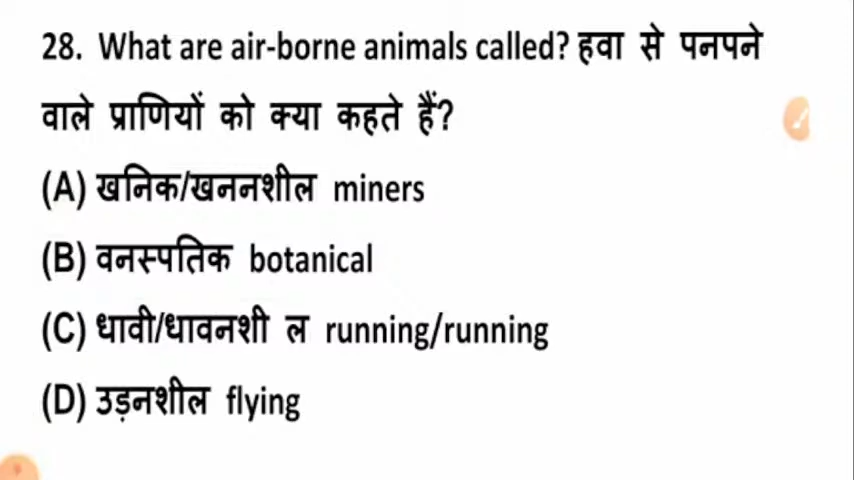 28. What are air-borne animals called? हवा से पनपने
वाले प्राणियों को क्या कहते हैं?
(A) खनिक/खननशील miners
(B) वनस्पतिक botanical
(C) धावी/धावनशी ल running/running
(D) उड़नशील flying